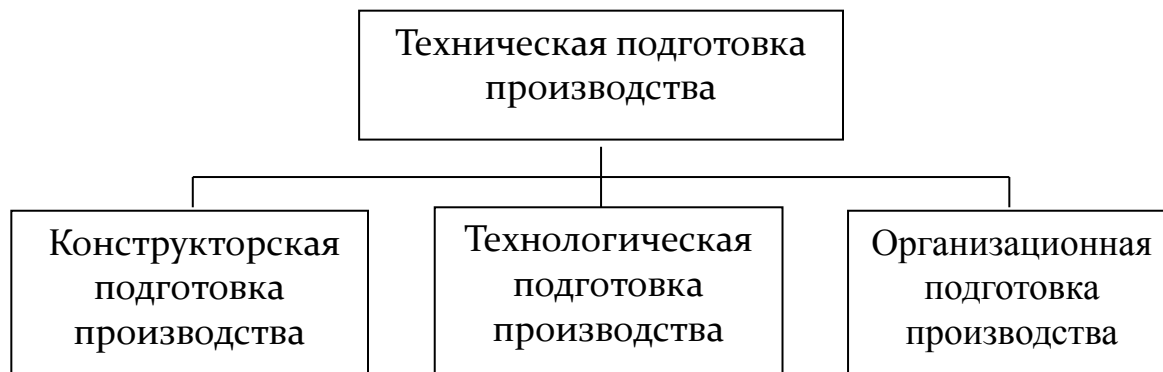 Техническая подготовка
производства
Конструкторская
подготовка
производства
Технологическая
подготовка
производства
Организационная
подготовка
производства